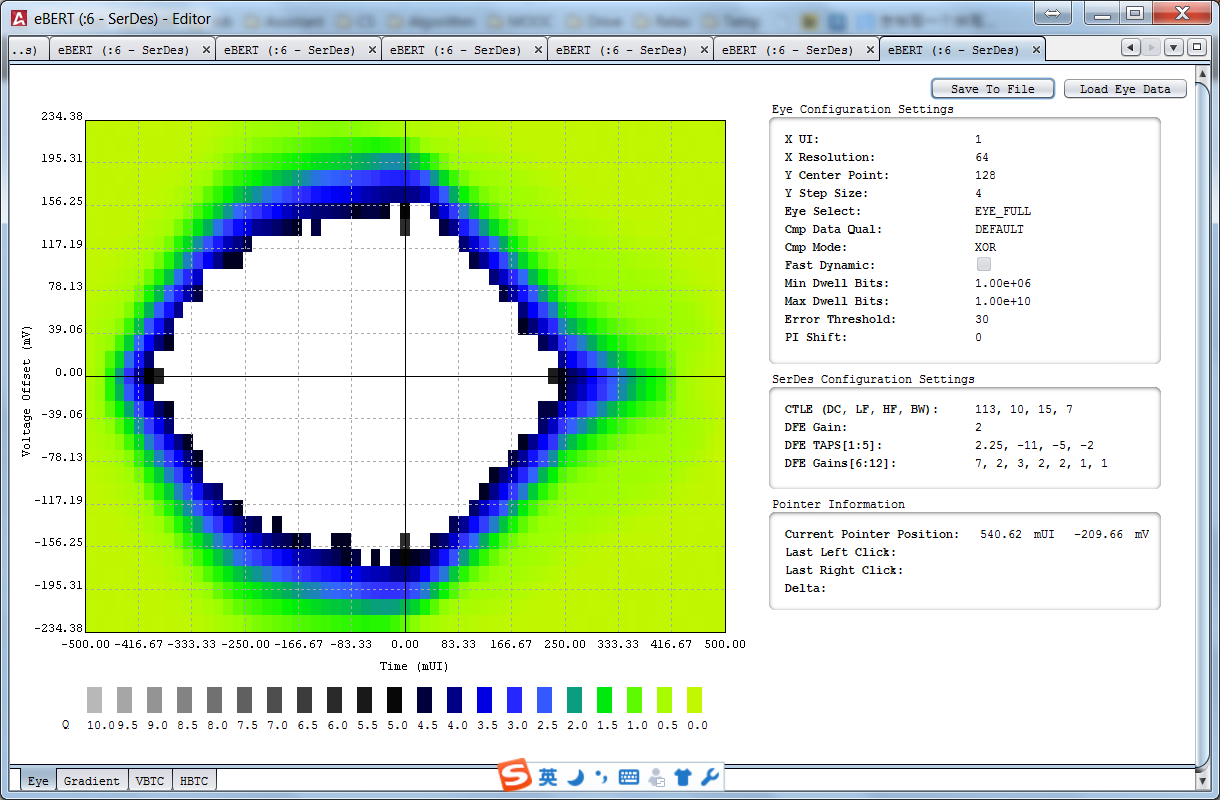 eBERT (:6 - SerDes) - Editor
..s) eBERT (:6 - SerDes) eBERT (:6 - SerDes) eBERT (:6 - SerDes) eBERT (:6 - SerDes) eBERT (:6 - SerDes) eBERT (:6 - SerDes)
Save To File Load Eye Data
Eye Configuration Settings
X UI: 1
X Resolution: 64
Y Center Point: 128
Y Step Size: 4
Eye Select: EYE_FULL
Cmp Data Qual: DEFAULT
Cmp Mode: XOR
Fast Dynamic:
Min Dwell Bits: 1.00e+06
Max Dwell Bits: 1.00e+10
Error Threshold: 30
PI Shift: 0
SerDes Configuration Settings
CTLE (DC, LF, HF, BW): 113, 10, 15, 7
DFE Gain: 2
DFE TAPS[1:5]: 2.25, -11, -5, -2
DFE Gains[6:12]: 7, 2, 3, 2, 2, 1, 1
Pointer Information
Current Pointer Position: 540.62 mUI -209.66 mV
Last Left Click:
Last Right Click:
Delta:
234.38
195.31
156.25
117.19
78.13
39.06
0.00
-39.06
-78.13
-117.19
-156.25
-195.31
-234.38
Voltage Offset (mV)
-500.00 -416.67 -333.33 -250.00 -166.67 -83.33 0.00 83.33 166.67 250.00 333.33 416.67 500.00
Time (mUI)
Q 10.0 9.5 9.0 8.5 8.0 7.5 7.0 6.5 6.0 5.5 5.0 4.5 4.0 3.5 3.0 2.5 2.0 1.5 1.0 0.5 0.0
Eye Gradient VBTC HBTC
英